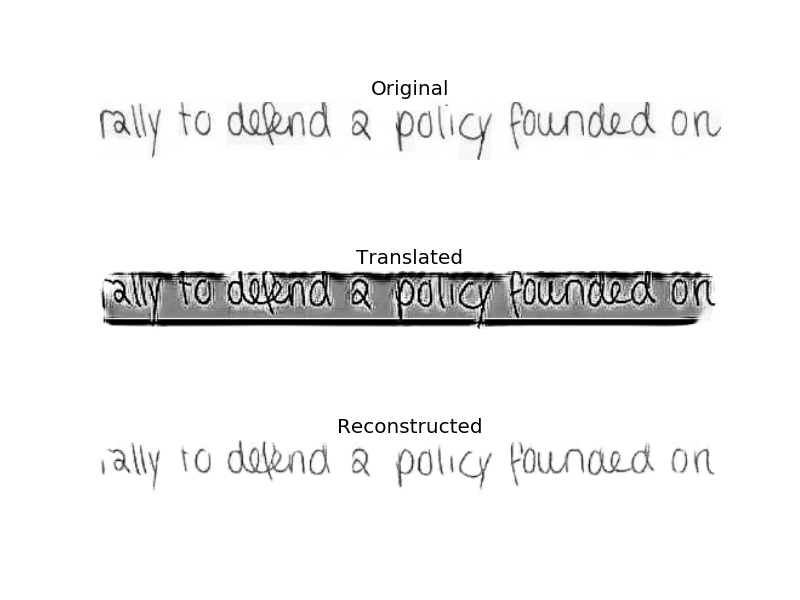 Original
rally to defend a policy founded on
Translated
rally to defend a policy founded on
Reconstructed
rally to defend a policy founded on